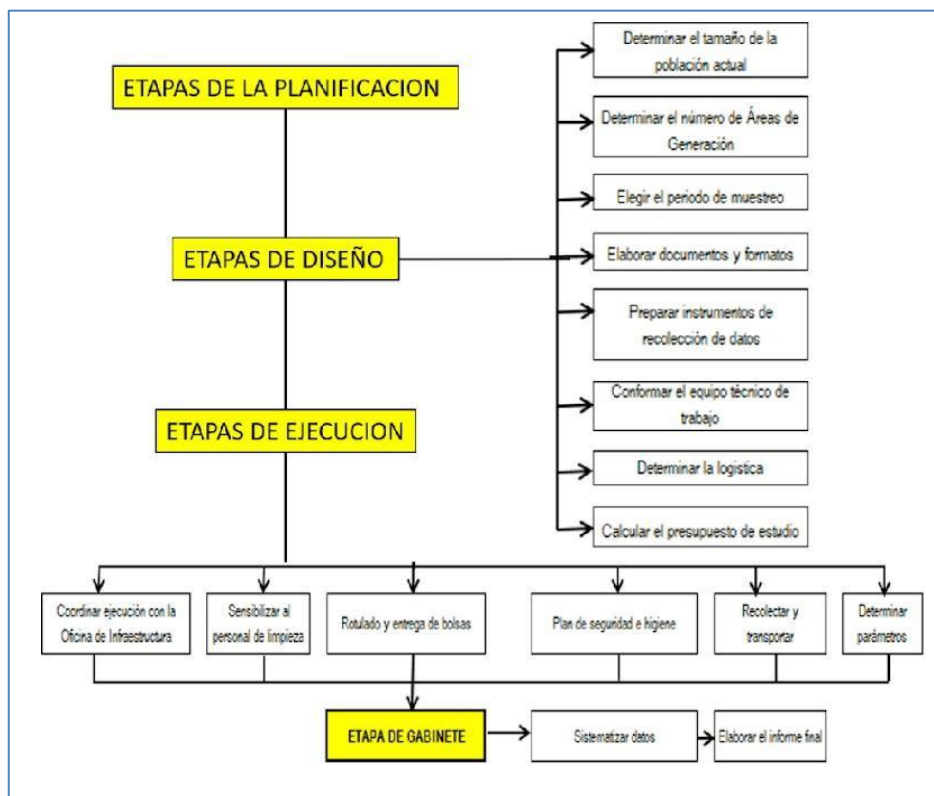 ETAPAS DE LA PLANIFICACION
Determinar el tamaño de la
población actual
Determinar el número de Áreas de
Generación
Elegir el periodo de muestreo
ETAPAS DE DISEÑO
Elaborar documentos y formatos
Preparar instrumentos de
recolección de datos
Conformar el equipo técnico de
trabajo
ETAPAS DE EJECUCION
Determinar la logistica
Calcular el presupuesto de estudio
Coordinar ejecución con la
Oficina de Infraestructura
Sensibilizar al
personal de limpieza
Rotulado y entrega de bolsas
Plan de seguridad e higiene
Recolectar y
transportar
Determinar
parámetros
ETAPA DE GABINETE
Sistematizar datos
Elaborar el informe final